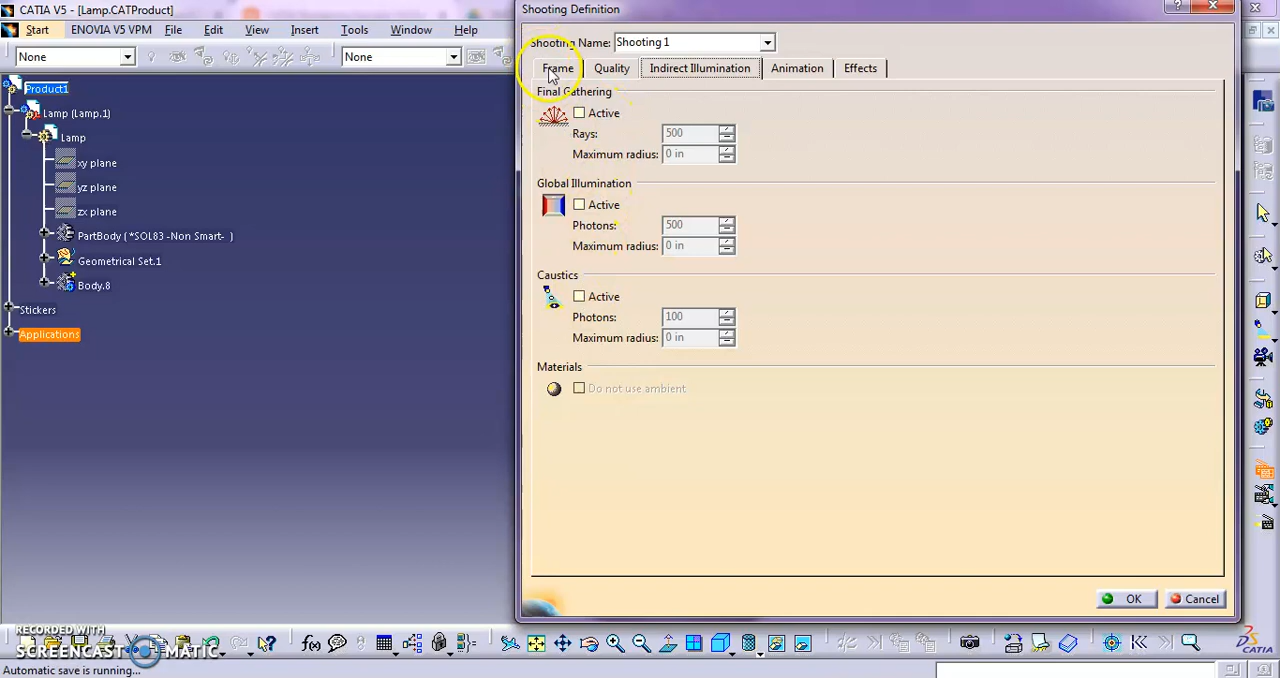 CATIA V5 - [Lamp.CATProduct]
Start ENOVIA V5 VPM File Edit View Insert Tools Window Help
None None
Product1
Lamp (Lamp.1)
Lamp
xy plane
yz plane
zx plane
PartBody ( *SOL83 -Non Smart- )
Geometrical Set.1
Body.8
Stickers
Applications
Shooting Definition
Shooting Name: Shooting 1
Frame Quality Indirect Illumination Animation Effects
Final Gathering
Active
Rays: 500
Maximum radius: 0 in
Global Illumination
Active
Photons: 500
Maximum radius: 0 in
Caustics
Active
Photons: 100
Maximum radius: 0 in
Materials
Do not use ambient
OK Cancel
RECORDED WITH
SCREENCAST MATIC
CATIA
Automatic save is running...